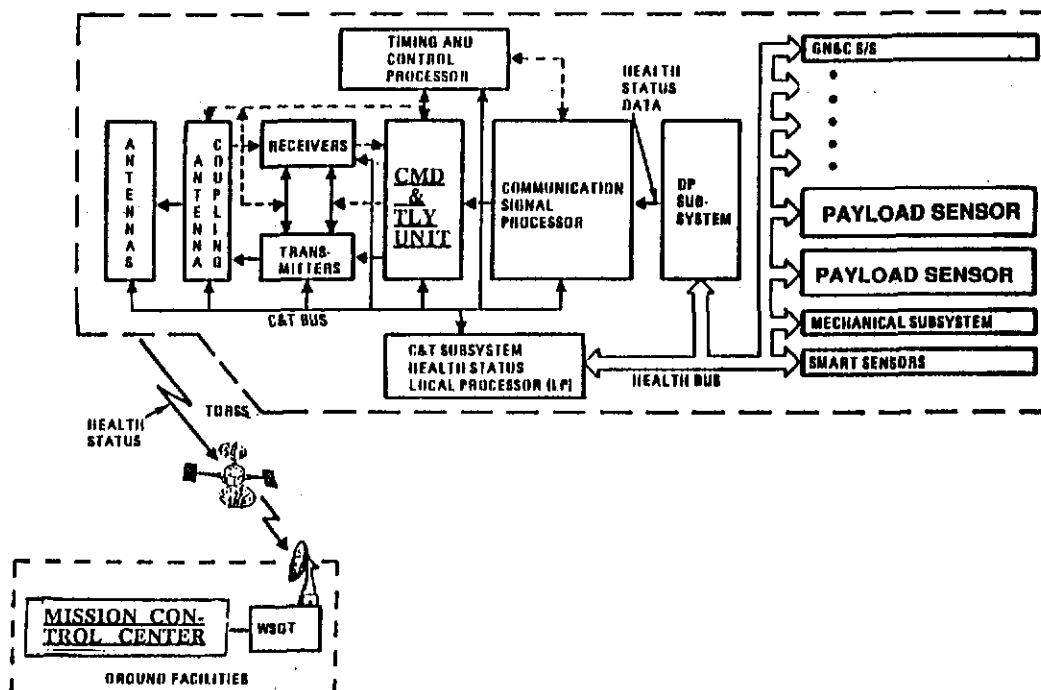 TIMING AND
CONTROL
PROCESSOR
HEALTH
STATUS
DATA
GN&C S/S
ANTENNAS
ANTENNA
COUPLING
RECEIVERS
CMD
&
TLY
UNIT
COMMUNICATION
SIGNAL
PROCESSOR
DP
SUB-
SYSTEM
PAYLOAD SENSOR
TRANS-
MITTERS
PAYLOAD SENSOR
C&T BUS
MECHANICAL SUBSYSTEM
C&T SUBSYSTEM
HEALTH STATUS
LOCAL PROCESSOR (LP)
HEALTH BUS
SMART SENSORS
TDRSS
HEALTH
STATUS
MISSION CON-
TROL CENTER
WSGT
GROUND FACILITIES